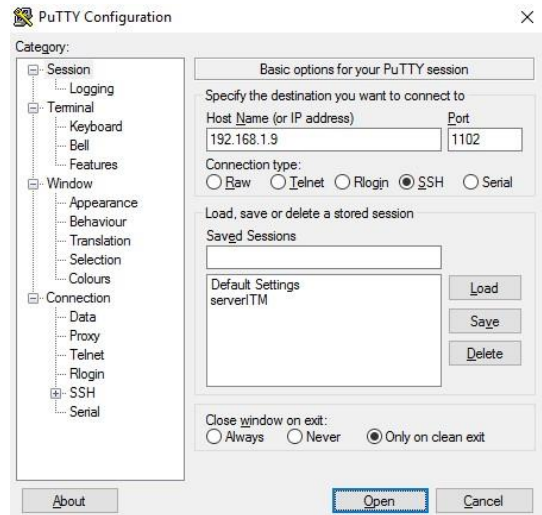 PuTTY Configuration
Category:
Session
Logging
Terminal
Keyboard
Bell
Features
Window
Appearance
Behaviour
Translation
Selection
Colours
Connection
Data
Proxy
Telnet
Rlogin
SSH
Serial
Basic options for your PuTTY session
Specify the destination you want to connect to
Host Name (or IP address) Port
192.168.1.9 1102
Connection type:
Raw Telnet Rlogin SSH Serial
Load, save or delete a stored session
Saved Sessions
Default Settings
serverITM
Load
Save
Delete
Close window on exit:
Always Never Only on clean exit
About Open Cancel